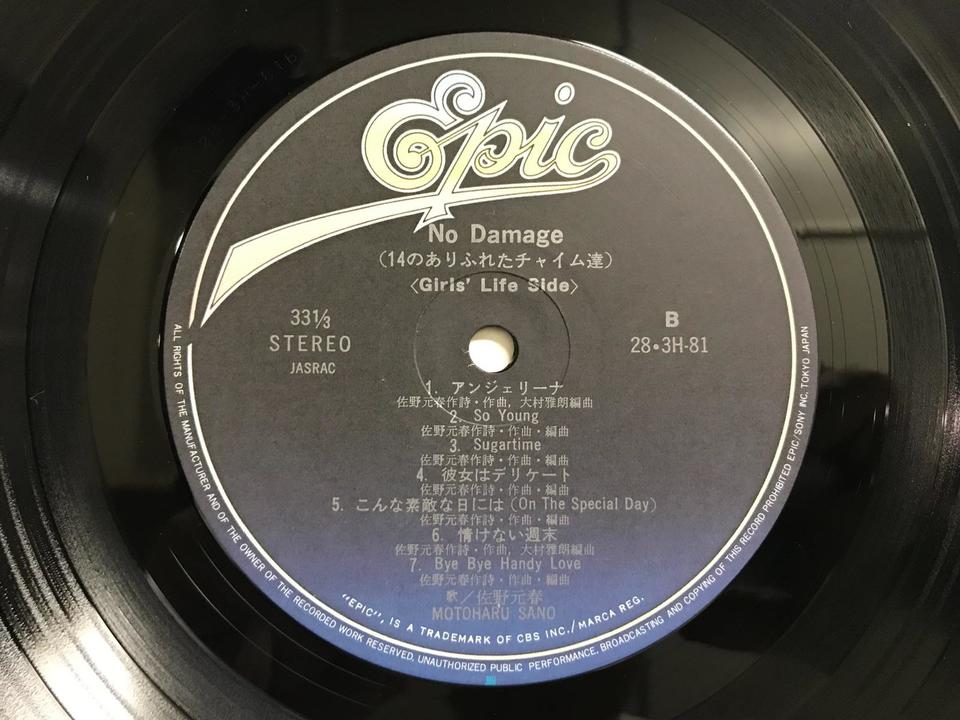 Epic
No Damage
(14のありふれたチャイム達)
〈Girls' Life Side〉
33⅓
STEREO
JASRAC
B
28・3H-81
1. アンジェリーナ
佐野元春作詩・作曲, 大村雅朗編曲
2. So Young
佐野元春作詩・作曲・編曲
3. Sugartime
佐野元春作詩・作曲・編曲
4. 彼女はデリケート
佐野元春作詩・作曲・編曲
5. こんな素敵な日には (On The Special Day)
佐野元春作詩・作曲・編曲
6. 情けない週末
佐野元春作詩・作曲, 大村雅朗編曲
7. Bye Bye Handy Love
佐野元春作詩・作曲・編曲
歌／佐野元春
MOTOHARU SANO
"EPIC", IS A TRADEMARK OF CBS INC./MARCA REG.
ALL RIGHTS OF THE MANUFACTURER AND OF THE OWNER OF THE RECORDED WORK RESERVED, UNAUTHORIZED PUBLIC PERFORMANCE, BROADCASTING AND COPYING OF THIS RECORD PROHIBITED EPIC/SONY INC. TOKYO JAPAN